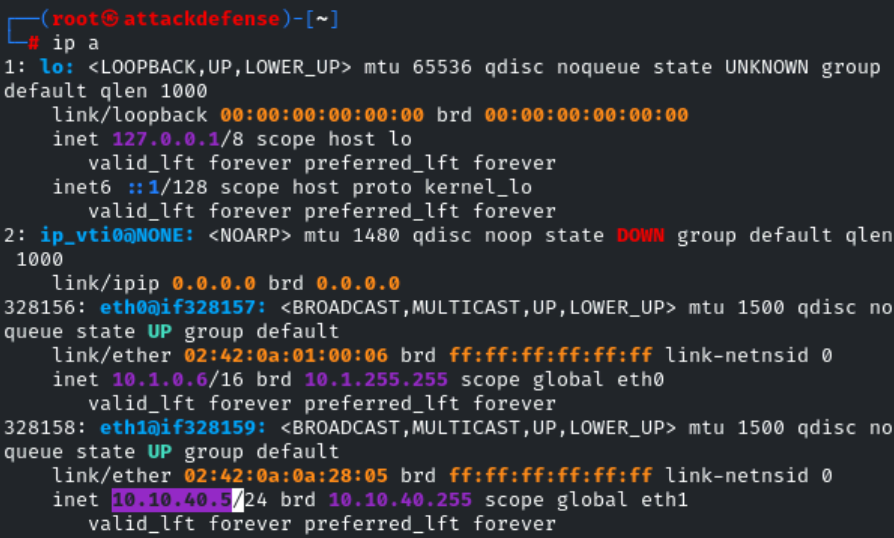 ┌──(root㉿attackdefense)-[~]
└─# ip a
1: lo: <LOOPBACK,UP,LOWER_UP> mtu 65536 qdisc noqueue state UNKNOWN group
default qlen 1000
    link/loopback 00:00:00:00:00:00 brd 00:00:00:00:00:00
    inet 127.0.0.1/8 scope host lo
       valid_lft forever preferred_lft forever
    inet6 ::1/128 scope host proto kernel_lo
       valid_lft forever preferred_lft forever
2: ip_vti0@NONE: <NOARP> mtu 1480 qdisc noop state DOWN group default qlen
 1000
    link/ipip 0.0.0.0 brd 0.0.0.0
328156: eth0@if328157: <BROADCAST,MULTICAST,UP,LOWER_UP> mtu 1500 qdisc no
queue state UP group default
    link/ether 02:42:0a:01:00:06 brd ff:ff:ff:ff:ff:ff link-netnsid 0
    inet 10.1.0.6/16 brd 10.1.255.255 scope global eth0
       valid_lft forever preferred_lft forever
328158: eth1@if328159: <BROADCAST,MULTICAST,UP,LOWER_UP> mtu 1500 qdisc no
queue state UP group default
    link/ether 02:42:0a:0a:28:05 brd ff:ff:ff:ff:ff:ff link-netnsid 0
    inet 10.10.40.5/24 brd 10.10.40.255 scope global eth1
       valid_lft forever preferred_lft forever